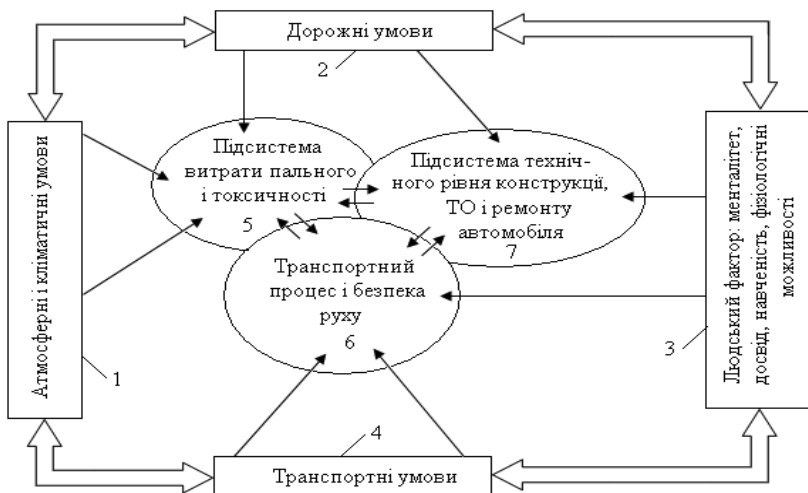 Дорожні умови
2
Атмосферні і кліматичні умови
1
Підсистема
витрати пального
і токсичності
5
Підсистема техніч-
ного рівня конструкції,
ТО і ремонту
автомобіля
7
Транспортний
процес і безпека
руху
6
Людський фактор: менталітет,
досвід, навченість, фізіологічні
можливості
3
4
Транспортні умови